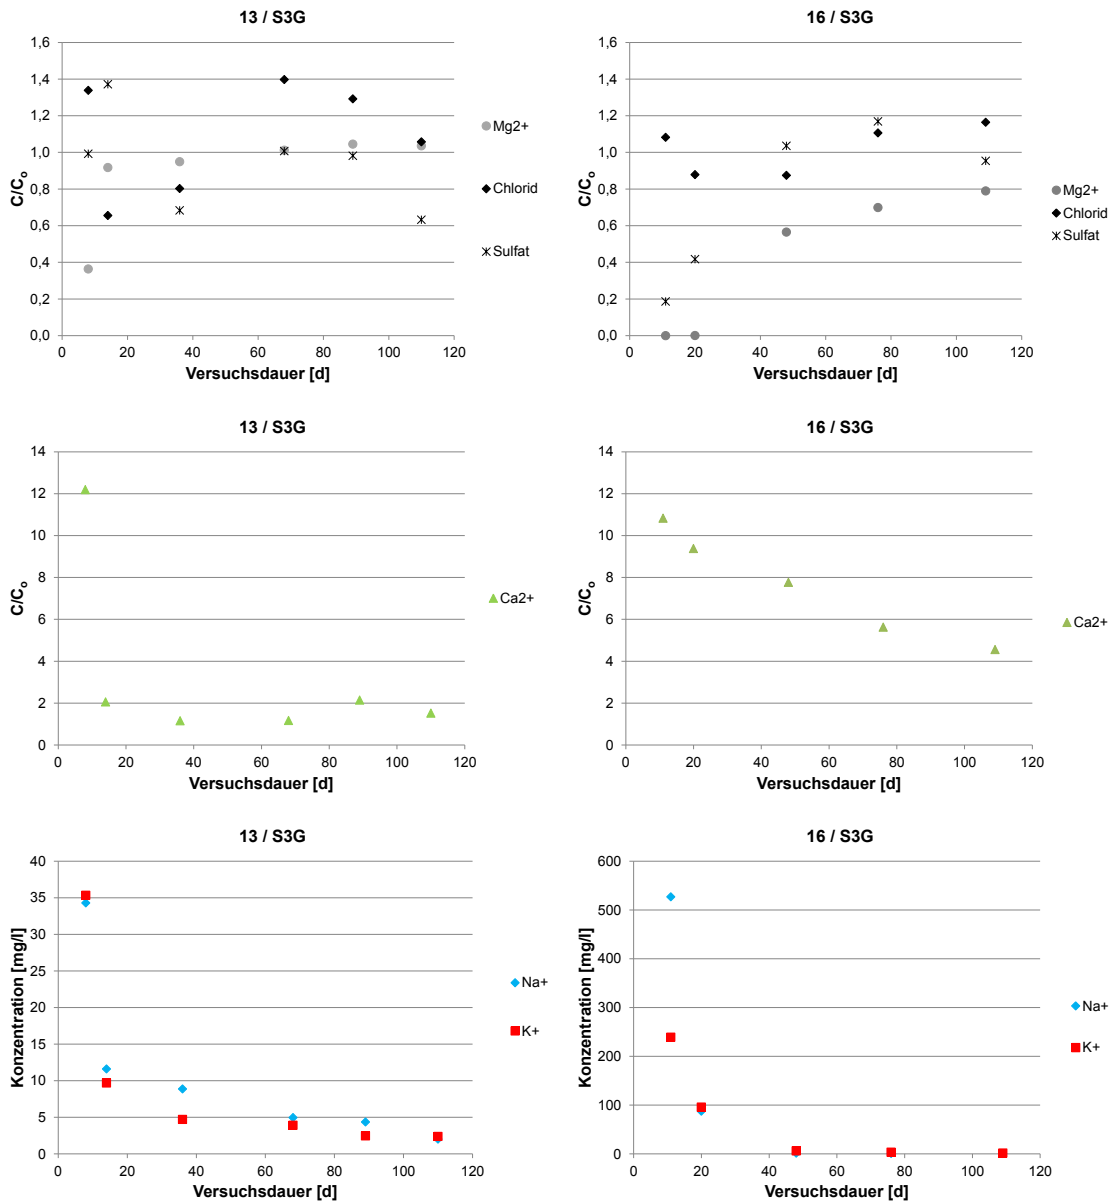 13 / S3G
1,6
1,4
1,2
1,0
0,8
0,6
0,4
0,2
0,0
C/Co
0 20 40 60 80 100 120
Versuchsdauer [d]
Mg2+
Chlorid
Sulfat
16 / S3G
1,6
1,4
1,2
1,0
0,8
0,6
0,4
0,2
0,0
C/Co
0 20 40 60 80 100 120
Versuchsdauer [d]
Mg2+
Chlorid
Sulfat
13 / S3G
14
12
10
8
6
4
2
0
C/Co
0 20 40 60 80 100 120
Versuchsdauer [d]
Ca2+
16 / S3G
14
12
10
8
6
4
2
0
C/Co
0 20 40 60 80 100 120
Versuchsdauer [d]
Ca2+
13 / S3G
40
35
30
25
20
15
10
5
0
Konzentration [mg/l]
0 20 40 60 80 100 120
Versuchsdauer [d]
Na+
K+
16 / S3G
600
500
400
300
200
100
0
Konzentration [mg/l]
0 20 40 60 80 100 120
Versuchsdauer [d]
Na+
K+